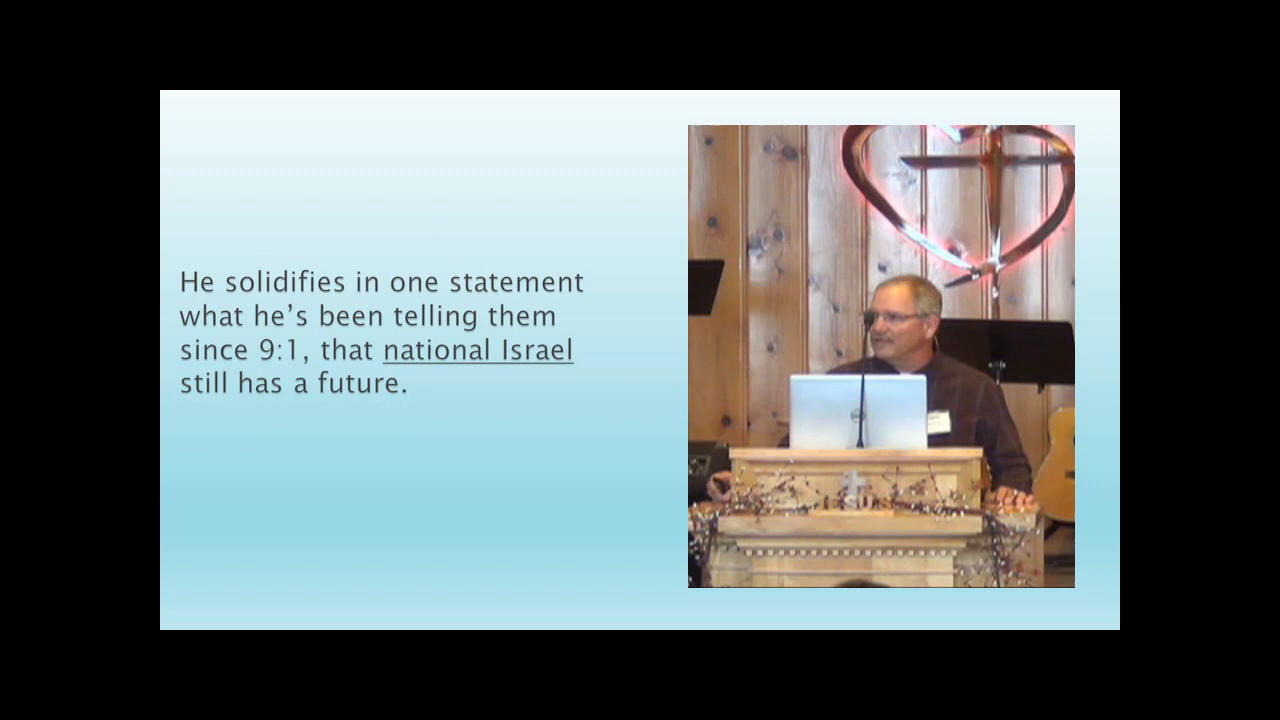 He solidifies in one statement
what he’s been telling them
since 9:1, that national Israel
still has a future.